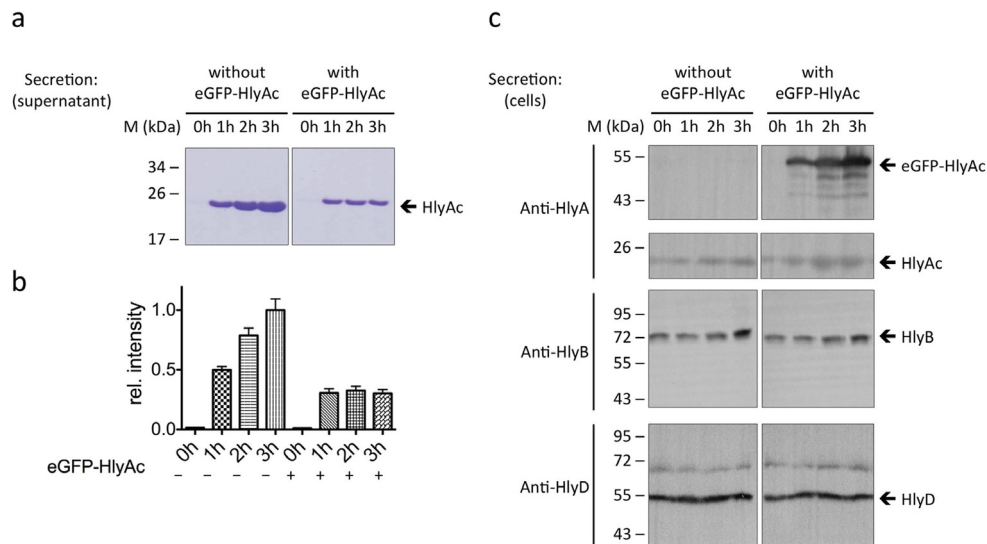 a
Secretion:
(supernatant)
without
eGFP-HlyAc
with
eGFP-HlyAc
M (kDa) 0h 1h 2h 3h 0h 1h 2h 3h
34
26
17
HlyAc
b
rel. intensity
1.0
0.5
0.0
0h 1h 2h 3h 0h 1h 2h 3h
eGFP-HlyAc – – – – + + + +
c
Secretion:
(cells)
without
eGFP-HlyAc
with
eGFP-HlyAc
M (kDa) 0h 1h 2h 3h 0h 1h 2h 3h
Anti-HlyA
55
43
eGFP-HlyAc
26
HlyAc
Anti-HlyB
95
72
55
43
HlyB
Anti-HlyD
95
72
55
43
HlyD